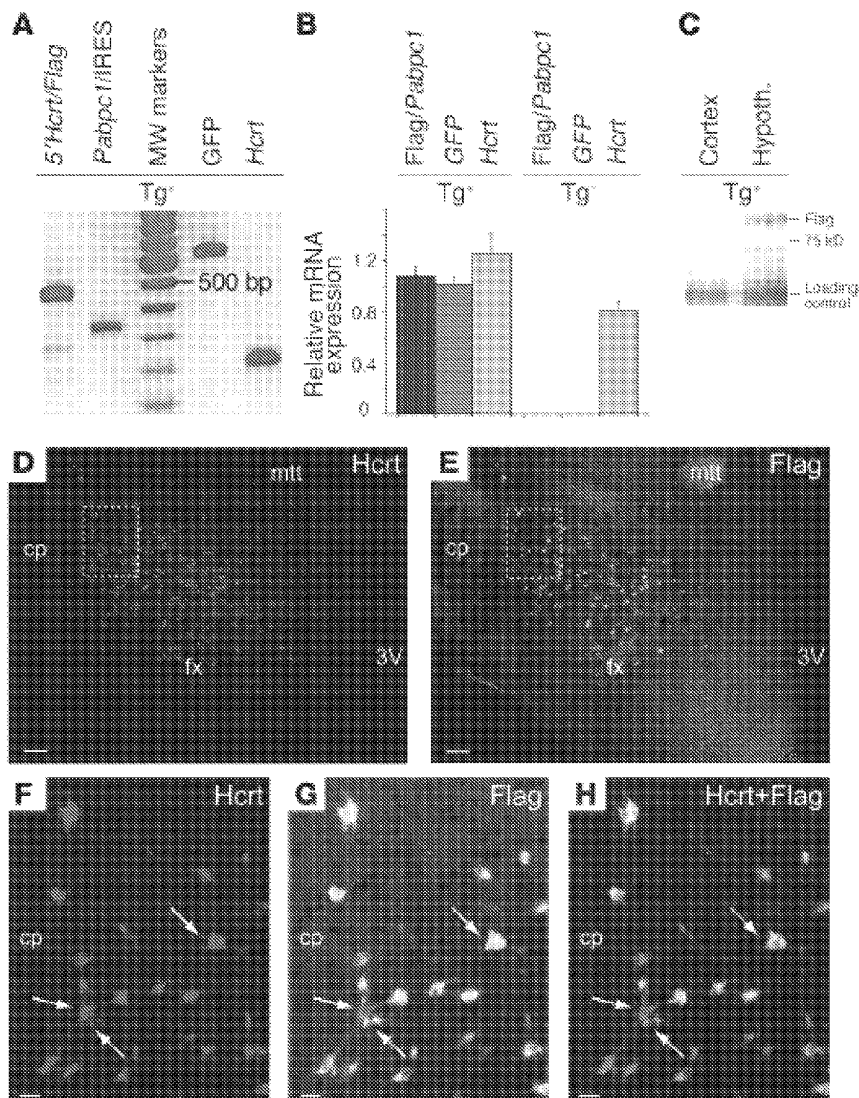 A
5'Hcrt/Flag
Pabpc1/IRES
MW markers
GFP
Hcrt
Tg+
500 bp
B
Flag/Pabpc1
GFP
Hcrt
Flag/Pabpc1
GFP
Hcrt
Tg+
Tg-
Relative mRNA
expression
1.2
0.8
0.4
0
C
Cortex
Hypoth.
Tg+
Flag
75 kD
Loading
control
D
Hcrt
mtt
cp
fx
3V
E
Flag
mtt
cp
fx
3V
F
Hcrt
cp
G
Flag
cp
H
Hcrt+Flag
cp